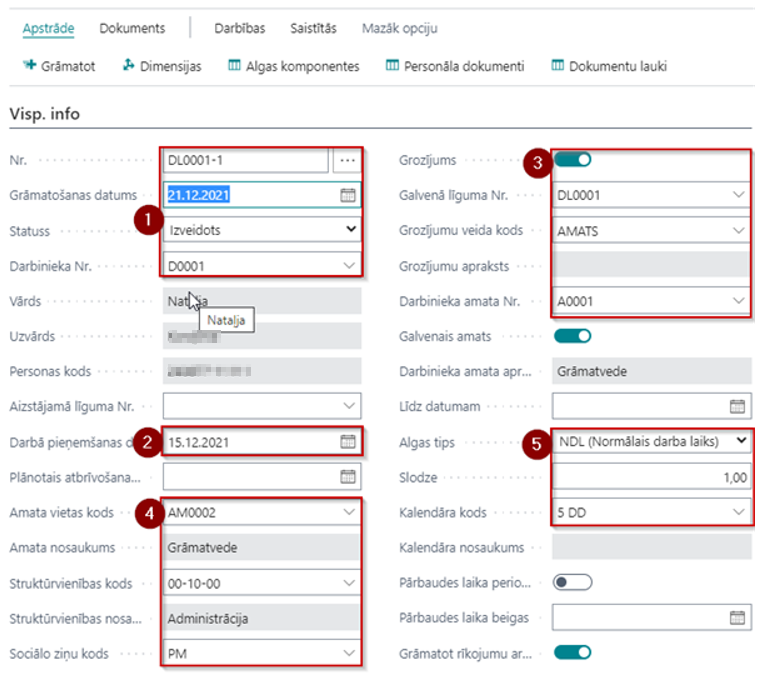 Apstrāde Dokuments Darbības Saistītās Mazāk opciju
Grāmatot Dimensijas Algas komponentes Personāla dokumenti Dokumentu lauki
Visp. info
Nr. DL0001-1 ...
Grāmatošanas datums 21.12.2021
1
Statuss Izveidots
Darbinieka Nr. D0001
Vārds Natalja
Natalja
Uzvārds
Personas kods
Aizstājamā līguma Nr.
Darbā pieņemšanas d 2 15.12.2021
Plānotais atbrīvošana...
Amata vietas kods 4 AM0002
Amata nosaukums Grāmatvede
Struktūrvienības kods 00-10-00
Struktūrvienības nosa... Administrācija
Sociālo ziņu kods PM
Grozījums 3
Galvenā līguma Nr. DL0001
Grozījumu veida kods AMATS
Grozījumu apraksts
Darbinieka amata Nr. A0001
Galvenais amats
Darbinieka amata apr... Grāmatvede
Līdz datumam
Algas tips 5 NDL (Normālais darba laiks)
Slodze 1,00
Kalendāra kods 5 DD
Kalendāra nosaukums
Pārbaudes laika perio...
Pārbaudes laika beigas
Grāmatot rīkojumu ar...